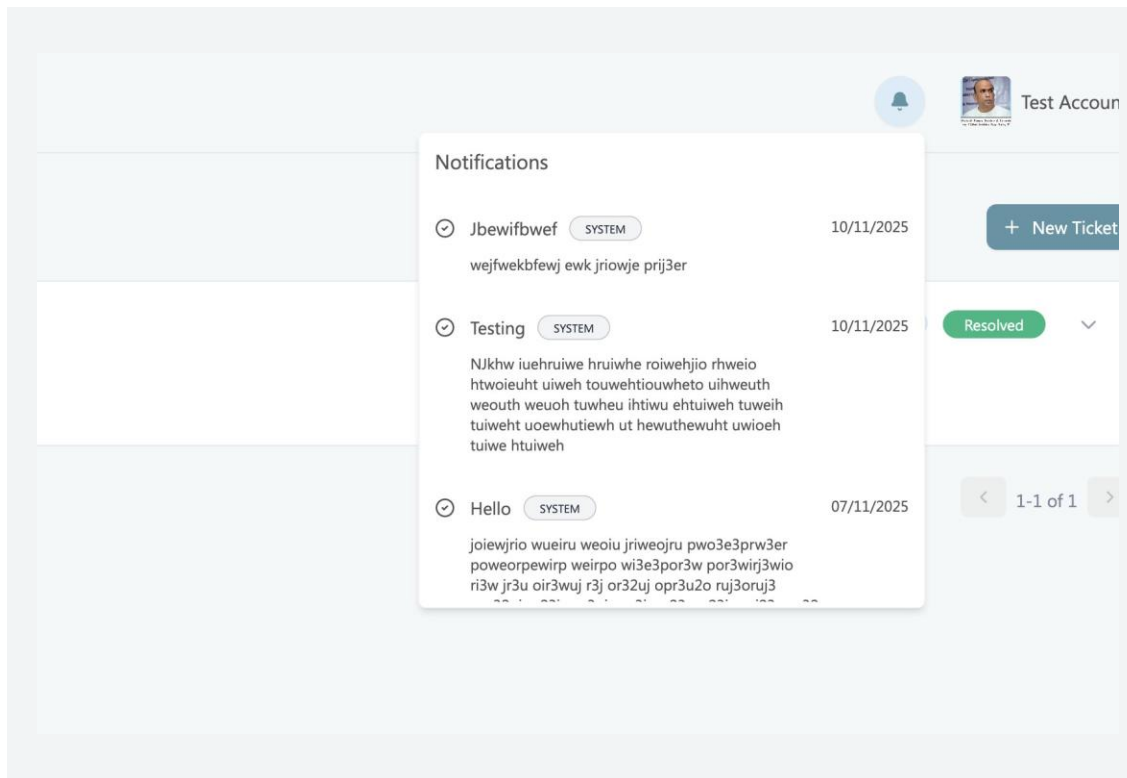 Test Accoun
Notifications
Jbewifbwef SYSTEM 10/11/2025
+ New Ticket
wejfwekbfewj ewk jriowje prij3er
Testing SYSTEM 10/11/2025
Resolved
NJkhw iuehruiwe hruiwhe roiwehjio rhweio
htwoieuht uiweh touwehtiouwheto uihweuth
weouth weuoh tuwheu ihtiwu ehtuiweh tuweih
tuiweht uoewhutiewh ut hewuthewuht uwioeh
tuiwe htuiweh
Hello SYSTEM 07/11/2025
1-1 of 1
joiewjrio wueiru weoiu jriweojru pwo3e3prw3er
poweorpewirp weirpo wi3e3por3w por3wirj3wio
ri3w jr3u oir3wuj r3j or32uj opr3u2o ruj3oruj3